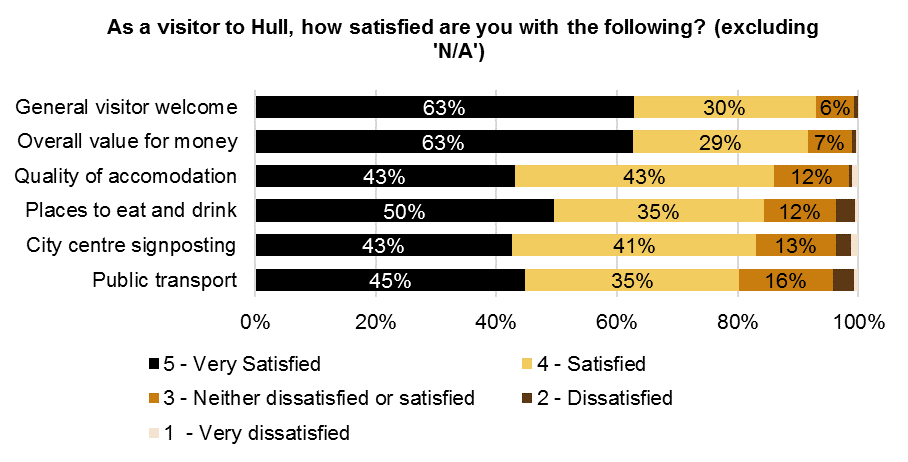 As a visitor to Hull, how satisfied are you with the following? (excluding
'N/A')
General visitor welcome 63% 30% 6%
Overall value for money 63% 29% 7%
Quality of accomodation 43% 43% 12%
Places to eat and drink 50% 35% 12%
City centre signposting 43% 41% 13%
Public transport 45% 35% 16%
0% 20% 40% 60% 80% 100%
5 - Very Satisfied 4 - Satisfied
3 - Neither dissatisfied or satisfied 2 - Dissatisfied
1 - Very dissatisfied